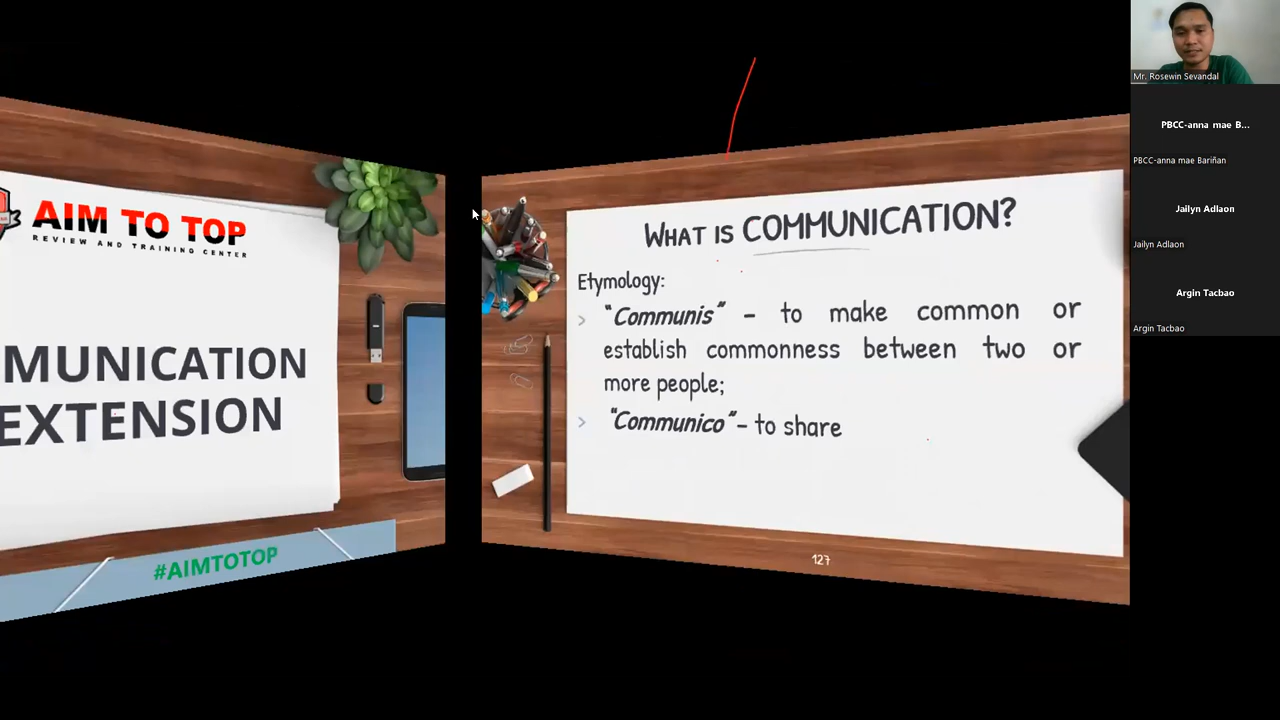 AIM TO TOP
REVIEW AND TRAINING CENTER
MUNICATION
EXTENSION
#AIMTOTOP
WHAT IS COMMUNICATION?
Etymology:
“Communis” – to make common or
establish commonness between two or
more people;
“Communico”– to share
127
Mr. Rosewin Sevandal
PBCC-anna mae B...
PBCC-anna mae Bariñan
Jailyn Adlaon
Jailyn Adlaon
Argin Tacbao
Argin Tacbao